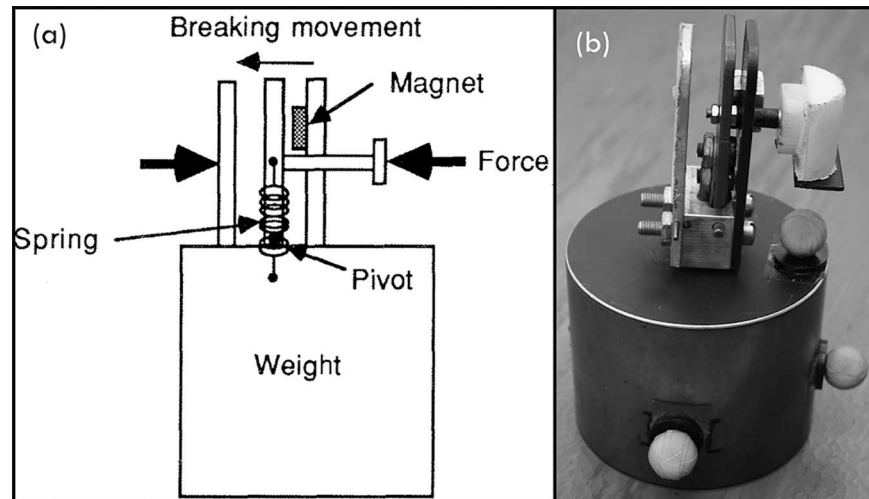 (a)
Breaking movement
Magnet
Force
Spring
Pivot
Weight
(b)